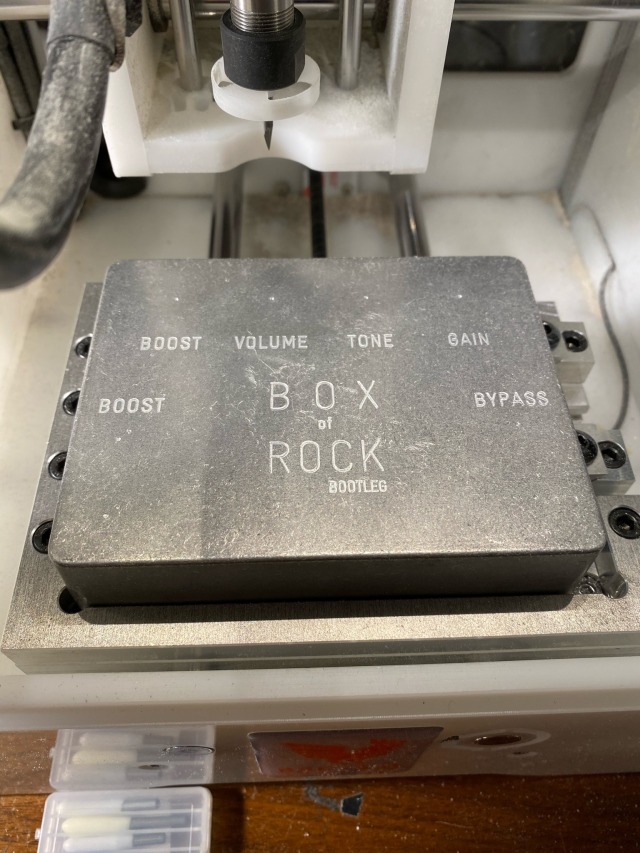 BOOST VOLUME TONE GAIN
BOOST BYPASS
BOX
of
ROCK
BOOTLEG